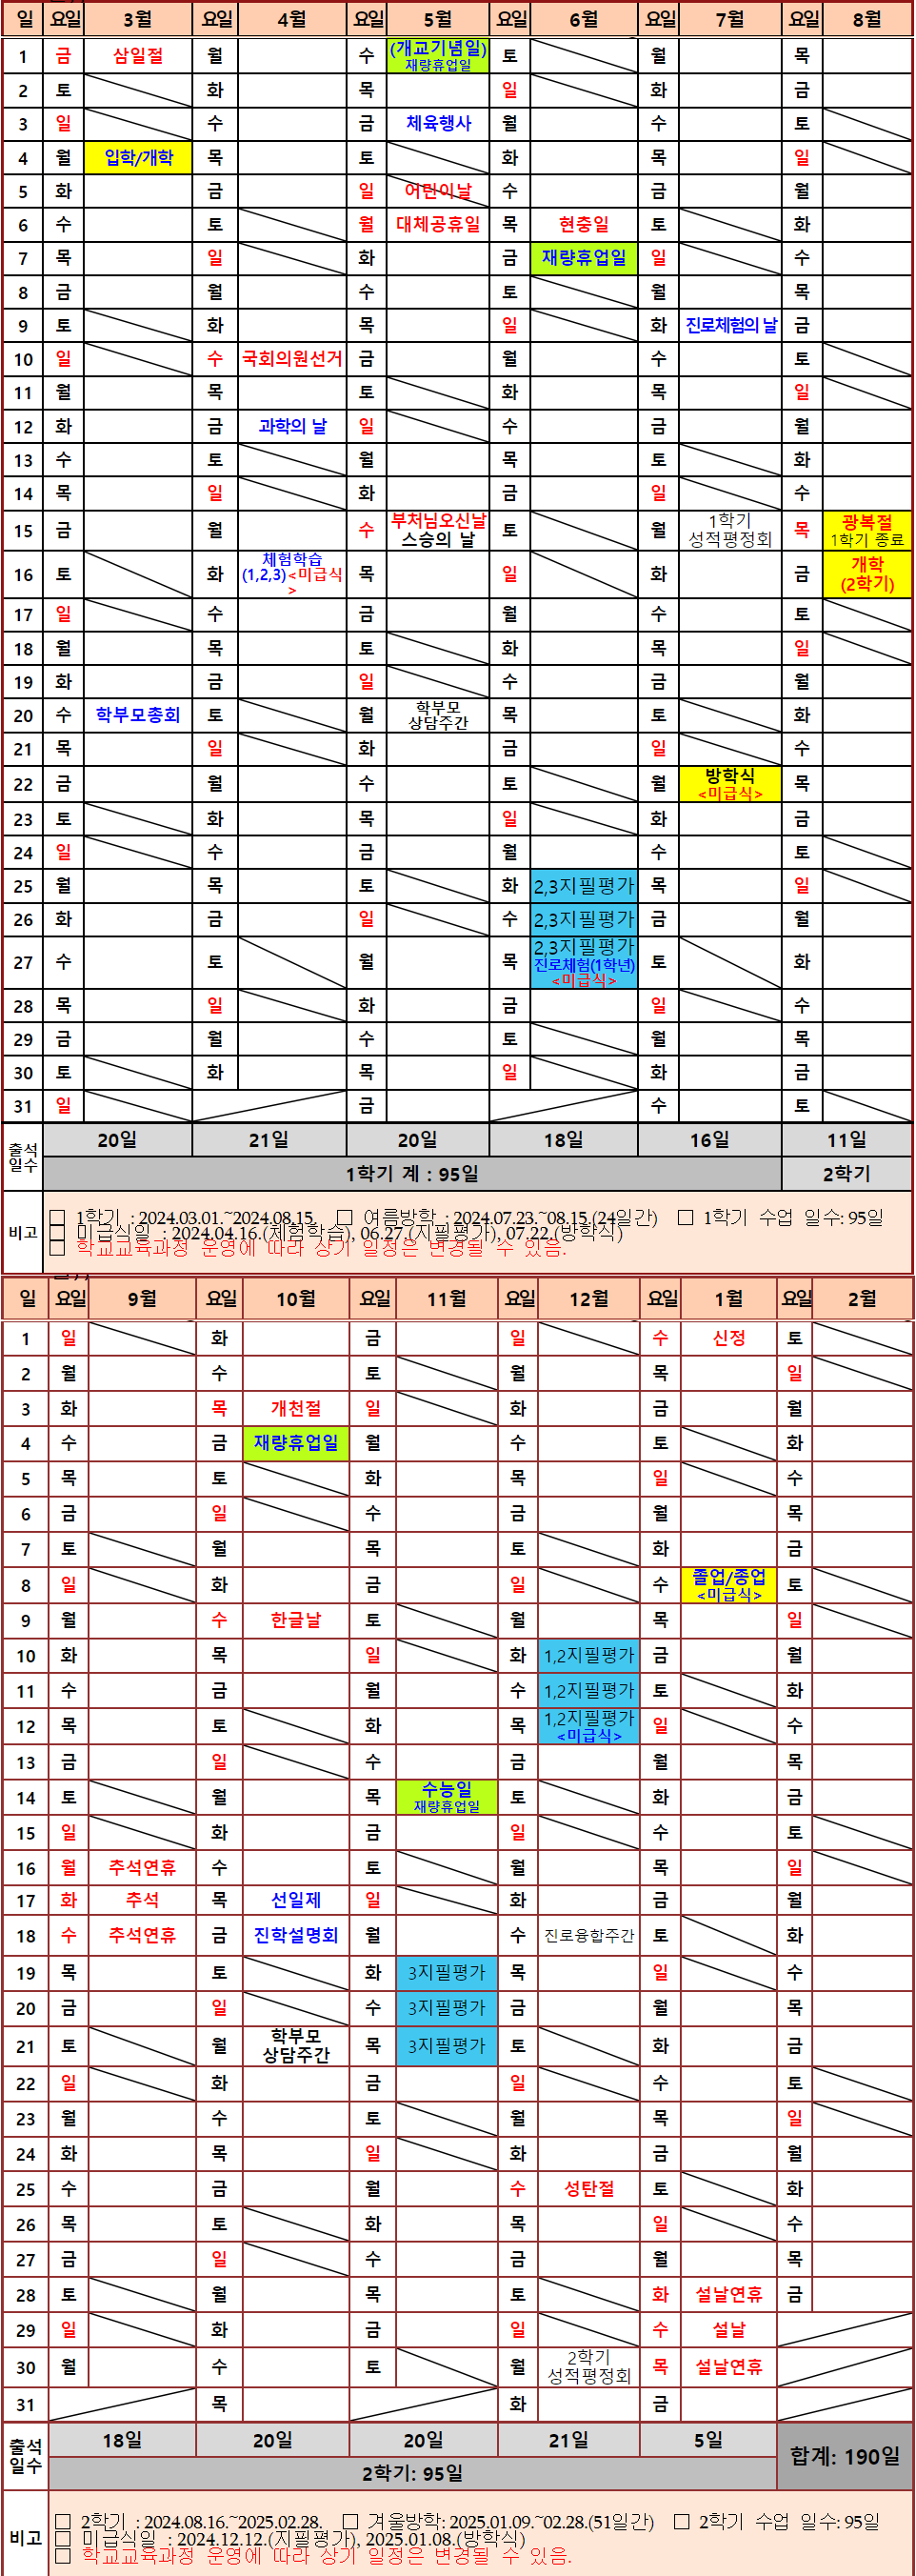 일 요일 3월 요일 4월 요일 5월 요일 6월 요일 7월 요일 8월
1 금 삼일절 월 수 (개교기념일) 토 월 목
재량휴업일
2 토 화 목 일 화 금
3 일 수 금 체육행사 월 수 토
4 월 입학/개학 목 토 화 목 일
5 화 금 일 어린이날 수 금 월
6 수 토 월 대체공휴일 목 현충일 토 화
7 목 일 화 금 재량휴업일 일 수
8 금 월 수 토 월 목
9 토 화 목 일 화 진로체험의 날 금
10 일 수 국회의원선거 금 월 수 토
11 월 목 토 화 목 일
12 화 금 과학의 날 일 수 금 월
13 수 토 월 목 토 화
14 목 일 화 금 일 수
15 금 월 수 부처님오신날 토 월 1학기 목 광복절
스승의 날 성적평정회 1학기 종료
16 토 화 체험학습 목 일 화 금 개학
(1,2,3)<미급식 (2학기)
>
17 일 수 금 월 수 토
18 월 목 토 화 목 일
19 화 금 일 수 금 월
20 수 학부모총회 토 월 학부모 목 토 화
상담주간
21 목 일 화 금 일 수
22 금 월 수 토 월 방학식 목
<미급식>
23 토 화 목 일 화 금
24 일 수 금 월 수 토
25 월 목 토 화 2,3지필평가 목 일
26 화 금 일 수 2,3지필평가 금 월
27 수 토 월 목 2,3지필평가 토 화
진로체험(1학년)
<미급식>
28 목 일 화 금 일 수
29 금 월 수 토 월 목
30 토 화 목 일 화 금
31 일 금 수 토
출석 20일 21일 20일 18일 16일 11일
일수 1학기 계 : 95일 2학기
비고 □ 1학기 : 2024.03.01.~2024.08.15. □ 여름방학 : 2024.07.23.~08.15.(24일간) □ 1학기 수업 일수: 95일
□ 미급식일 : 2024.04.16.(체험학습), 06.27.(지필평가), 07.22.(방학식)
□ 학교교육과정 운영에 따라 상기 일정은 변경될 수 있음.
일 요일 9월 요일 10월 요일 11월 요일 12월 요일 1월 요일 2월
1 일 화 금 일 수 신정 토
2 월 수 토 월 목 일
3 화 목 개천절 일 화 금 월
4 수 금 재량휴업일 월 수 토 화
5 목 토 화 목 일 수
6 금 일 수 금 월 목
7 토 월 목 토 화 금
8 일 화 금 일 수 졸업/종업 토
<미급식>
9 월 수 한글날 토 월 목 일
10 화 목 일 화 1,2지필평가 금 월
11 수 금 월 수 1,2지필평가 토 화
12 목 토 화 목 1,2지필평가 일 수
<미급식>
13 금 일 수 금 월 목
14 토 월 목 수능일 토 화 금
재량휴업일
15 일 화 금 일 수 토
16 월 추석연휴 수 토 월 목 일
17 화 추석 목 선일제 일 화 금 월
18 수 추석연휴 금 진학설명회 월 수 진로융합주간 토 화
19 목 토 화 3지필평가 목 일 수
20 금 일 수 3지필평가 금 월 목
21 토 월 학부모 목 3지필평가 토 화 금
상담주간
22 일 화 금 일 수 토
23 월 수 토 월 목 일
24 화 목 일 화 금 월
25 수 금 월 수 성탄절 토 화
26 목 토 화 목 일 수
27 금 일 수 금 월 목
28 토 월 목 토 화 설날연휴 금
29 일 화 금 일 수 설날
30 월 수 토 월 2학기 목 설날연휴
성적평정회
31 목 화 금
출석 18일 20일 20일 21일 5일 합계: 190일
일수 2학기: 95일
비고 □ 2학기 : 2024.08.16.~2025.02.28. □ 겨울방학: 2025.01.09.~02.28.(51일간) □ 2학기 수업 일수: 95일
□ 미급식일 : 2024.12.12.(지필평가), 2025.01.08.(방학식)
□ 학교교육과정 운영에 따라 상기 일정은 변경될 수 있음.